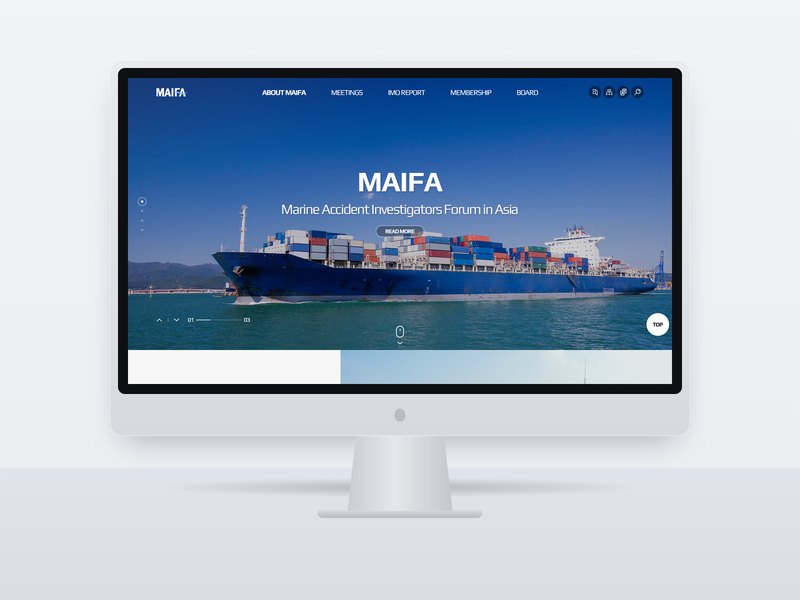 MAIFA
ABOUT MAIFA MEETINGS IMO REPORT MEMBERSHIP BOARD
MAIFA
Marine Accident Investigators Forum in Asia
READ MORE
01 03
TOP